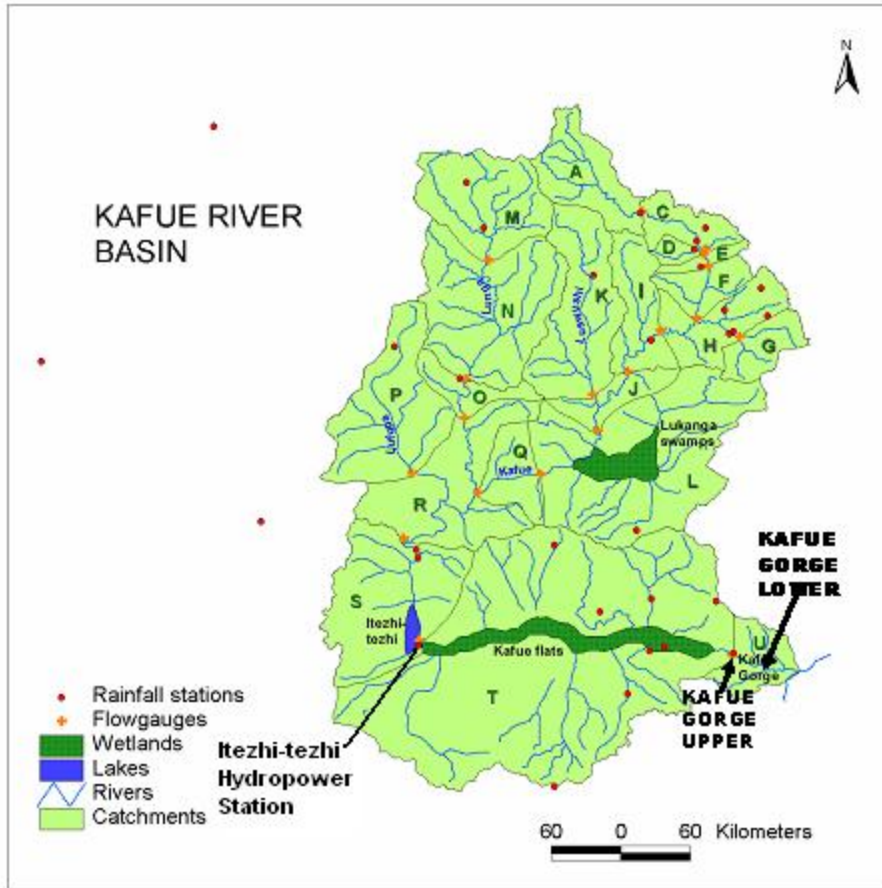 N
KAFUE RIVER
BASIN
A
M
C
D
E
F
K
I
N
Lunga
H
G
J
P
O
Lukanga
swamps
Q
Kafue
L
R
KAFUE
GORGE
LOWER
S
Itezhi-
tezhi
Kafue flats
U
Kafue
Gorge
T
KAFUE
GORGE
UPPER
Rainfall stations
Flowgauges
Wetlands
Lakes
Rivers
Catchments
Itezhi-tezhi
Hydropower
Station
60 0 60 Kilometers